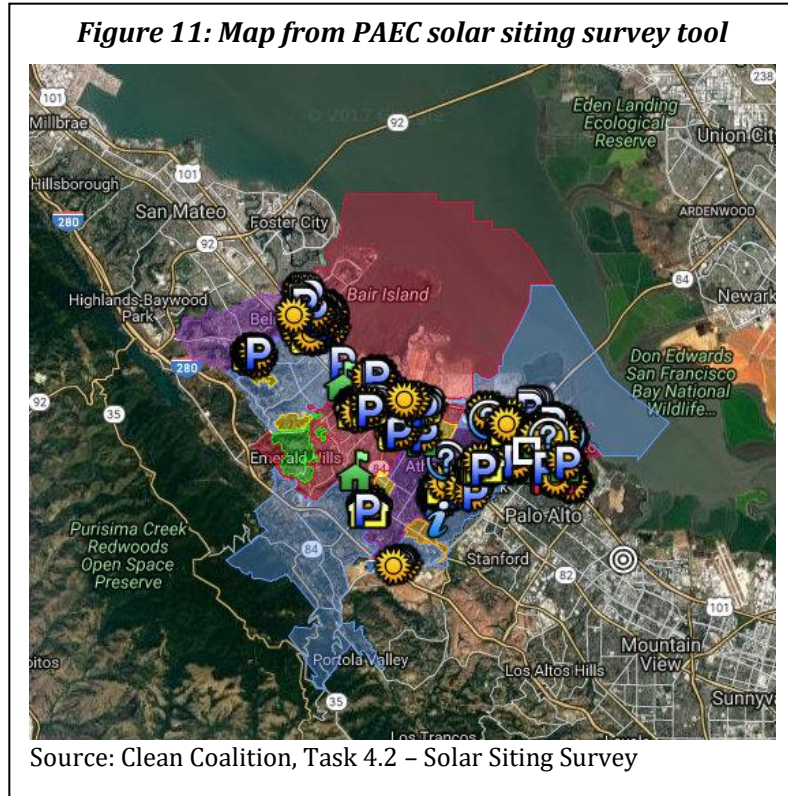 Figure 11: Map from PAEC solar siting survey tool
238
101
Millbrae
92
Eden Landing
Ecological
Reserve
Union City
Hillsborough
101
280
San Mateo
Foster City
ARDENWOOD
92
84
Newark
Highlands-Baywood
Park
Bair Island
Bel
P
280
P
Don Edwards
San Francisco
Bay National
Wildlife...
92
35
P
P
P
?
P
Emerald Hills
84
Ath
?
P
P
P
i
Palo Alto
Purisima Creek
Redwoods
Open Space
Preserve
84
Stanford
82
101
Mountain
View
Portola Valley
35
Los Altos Hills
Sunnyva
Los Trancos
Source: Clean Coalition, Task 4.2 – Solar Siting Survey